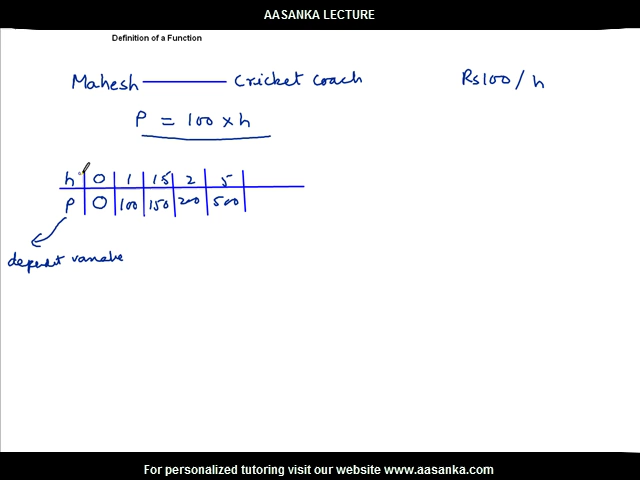 AASANKA LECTURE
Definition of a Function
Mahesh Cricket coach Rs100 / h
P = 100 x h
h 0 1 1.5 2 5
P 0 100 150 200 500
dependt variable
For personalized tutoring visit our website www.aasanka.com.